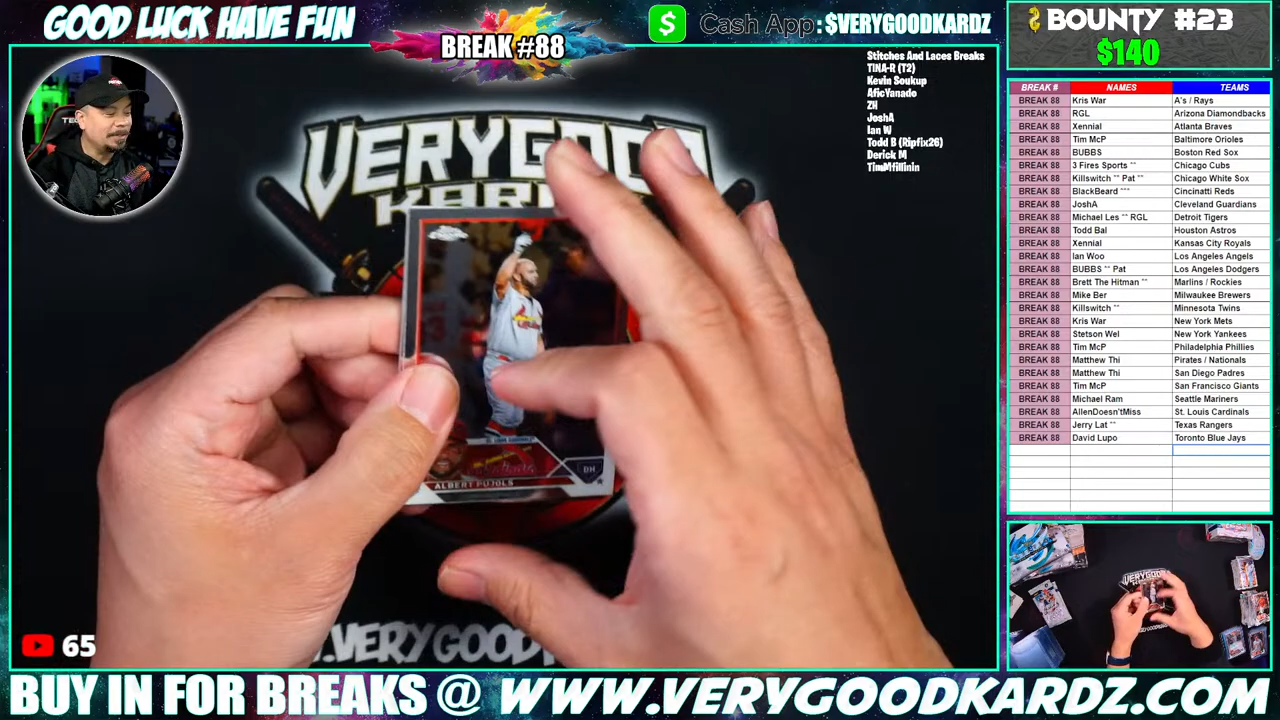 GOOD LUCK HAVE FUN
BREAK #88
$ Cash App : $VERYGOODKARDZ
$ BOUNTY #23
$140
Stitches And Laces Breaks
TINA-R (T2)
Kevin Soukup
AficYanado
ZH
JoshA
Ian W
Todd B (Ripfix26)
Derick M
TimMfillinin
BREAK # NAMES TEAMS
BREAK 88 Kris War A's / Rays
BREAK 88 RGL Arizona Diamondbacks
BREAK 88 Xennial Atlanta Braves
BREAK 88 Tim McP Baltimore Orioles
BREAK 88 BUBBS Boston Red Sox
BREAK 88 3 Fires Sports ** Chicago Cubs
BREAK 88 Killswitch ** Pat ** Chicago White Sox
BREAK 88 BlackBeard *** Cincinatti Reds
BREAK 88 JoshA Cleveland Guardians
BREAK 88 Michael Les ** RGL Detroit Tigers
BREAK 88 Todd Bal Houston Astros
BREAK 88 Xennial Kansas City Royals
BREAK 88 Ian Woo Los Angeles Angels
BREAK 88 BUBBS ** Pat Los Angeles Dodgers
BREAK 88 Brett The Hitman ** Marlins / Rockies
BREAK 88 Mike Ber Milwaukee Brewers
BREAK 88 Killswitch ** Minnesota Twins
BREAK 88 Kris War New York Mets
BREAK 88 Stetson Wel New York Yankees
BREAK 88 Tim McP Philadelphia Phillies
BREAK 88 Matthew Thi Pirates / Nationals
BREAK 88 Matthew Thi San Diego Padres
BREAK 88 Tim McP San Francisco Giants
BREAK 88 Michael Ram Seattle Mariners
BREAK 88 AllenDoesn'tMiss St. Louis Cardinals
BREAK 88 Jerry Lat ** Texas Rangers
BREAK 88 David Lupo Toronto Blue Jays
VERYGOOD
ALBERT PUJOLS
DH
.VERYGOOD
65
BUY IN FOR BREAKS @ WWW.VERYGOODKARDZ.COM